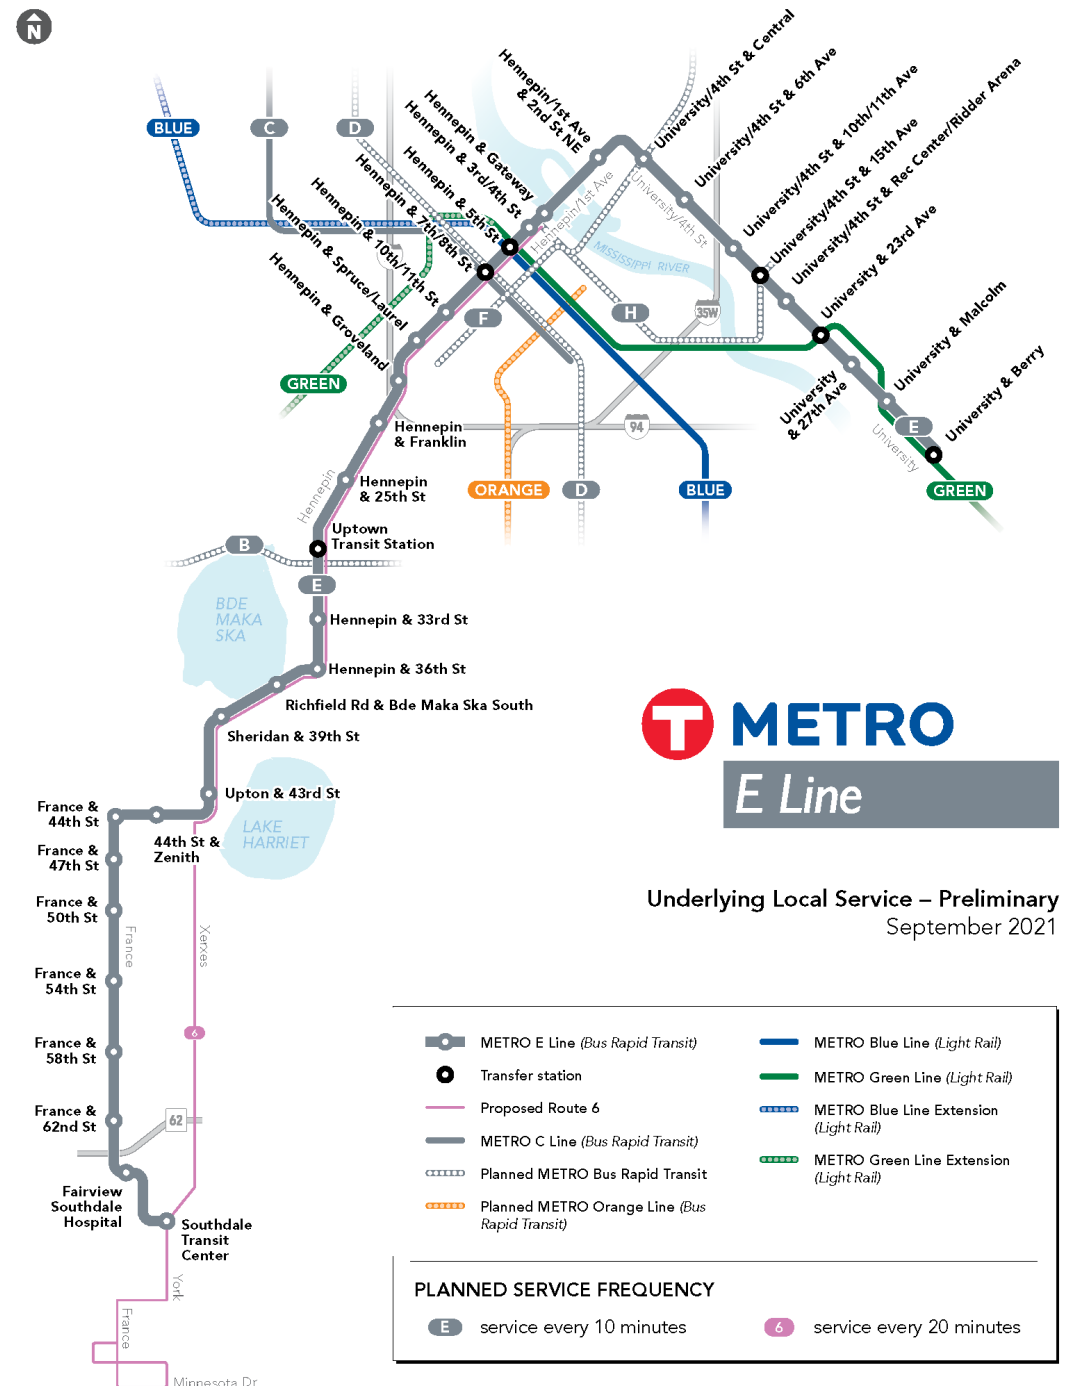 N
BLUE
C
D
Hennepin/1st Ave
& 2nd St NE
Hennepin & Gateway
Hennepin & 3rd/4th St
Hennepin & 5th St
Hennepin & 7th/8th St
Hennepin & 10th/11th St
Hennepin & Spruce/Laurel
Hennepin & Groveland
University/4th St & Central
University/4th St & 6th Ave
University/4th St & 10th/11th Ave
University/4th St & 15th Ave
University/4th St & Rec Center/Ridder Arena
University & 23rd Ave
University & Malcolm
University & Berry
University
& 27th Ave
Hennepin/1st Ave
University/4th St
MISSISSIPPI RIVER
35W
F
H
GREEN
94
E
University
ORANGE
D
BLUE
GREEN
Hennepin
& Franklin
Hennepin
Hennepin
& 25th St
Uptown
Transit Station
B
E
BDE
MAKA
SKA
Hennepin & 33rd St
Hennepin & 36th St
Richfield Rd & Bde Maka Ska South
Sheridan & 39th St
Upton & 43rd St
LAKE
HARRIET
44th St &
Zenith
France &
44th St
France &
47th St
France &
50th St
France
Xerxes
France &
54th St
6
France &
58th St
France &
62nd St
62
Fairview
Southdale
Hospital
Southdale
Transit
Center
York
France
Minnesota Dr
T METRO
E Line
Underlying Local Service – Preliminary
September 2021
METRO E Line (Bus Rapid Transit)
Transfer station
Proposed Route 6
METRO C Line (Bus Rapid Transit)
Planned METRO Bus Rapid Transit
Planned METRO Orange Line (Bus
Rapid Transit)
METRO Blue Line (Light Rail)
METRO Green Line (Light Rail)
METRO Blue Line Extension
(Light Rail)
METRO Green Line Extension
(Light Rail)
PLANNED SERVICE FREQUENCY
E service every 10 minutes
6 service every 20 minutes